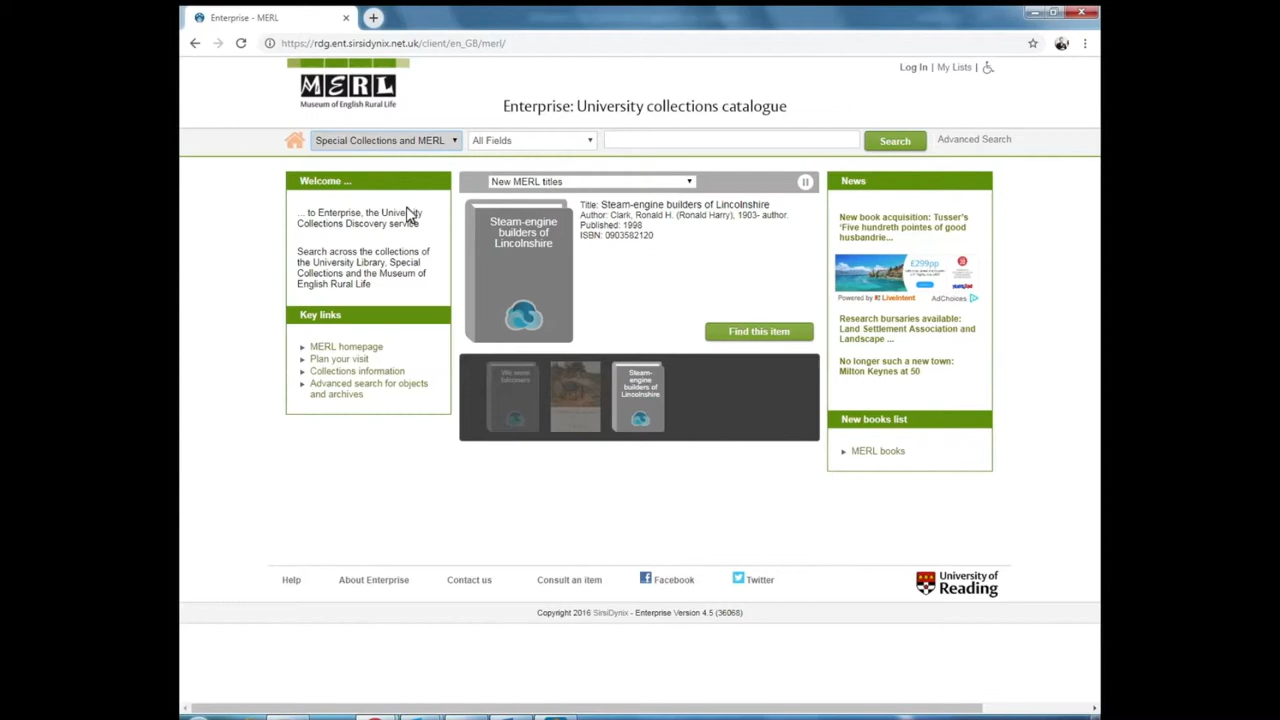 Enterprise - MERL
https://rdg.ent.sirsidynix.net.uk/client/en_GB/merl/
Log In | My Lists |
MERL
Museum of English Rural Life
Enterprise: University collections catalogue
Special Collections and MERL
All Fields
Search
Advanced Search
Welcome ...
... to Enterprise, the University
Collections Discovery service
Search across the collections of
the University Library, Special
Collections and the Museum of
English Rural Life
Key links
MERL homepage
Plan your visit
Collections information
Advanced search for objects
and archives
New MERL titles
Steam-engine
builders of
Lincolnshire
Title: Steam-engine builders of Lincolnshire
Author: Clark, Ronald H. (Ronald Harry), 1903- author.
Published: 1998
ISBN: 0903582120
Find this item
Steam-
engine
builders of
Lincolnshire
News
New book acquisition: Tusser's
'Five hundreth pointes of good
husbandrie...
£299pp
Powered by LiveIntent
AdChoices
Research bursaries available:
Land Settlement Association and
Landscape ...
No longer such a new town:
Milton Keynes at 50
New books list
MERL books
Help
About Enterprise
Contact us
Consult an item
Facebook
Twitter
University of
Reading
Copyright 2016 SirsiDynix - Enterprise Version 4.5 (36068)